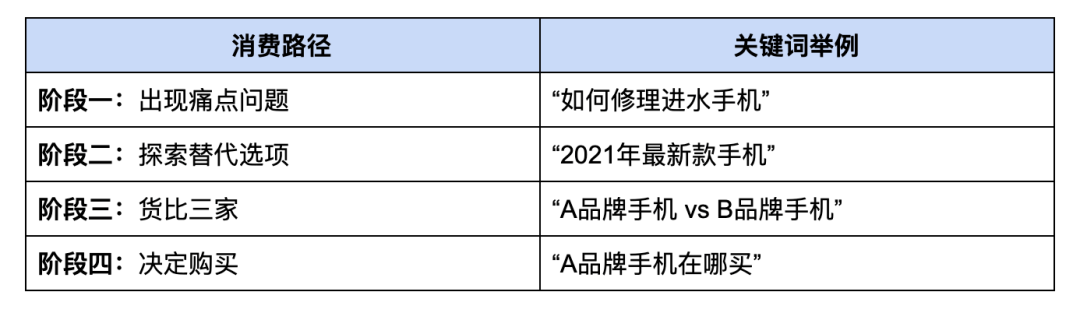 消费路径 关键词举例
阶段一：出现痛点问题 “如何修理进水手机”
阶段二：探索替代选项 “2021年最新款手机”
阶段三：货比三家 “A品牌手机 vs B品牌手机”
阶段四：决定购买 “A品牌手机在哪买”